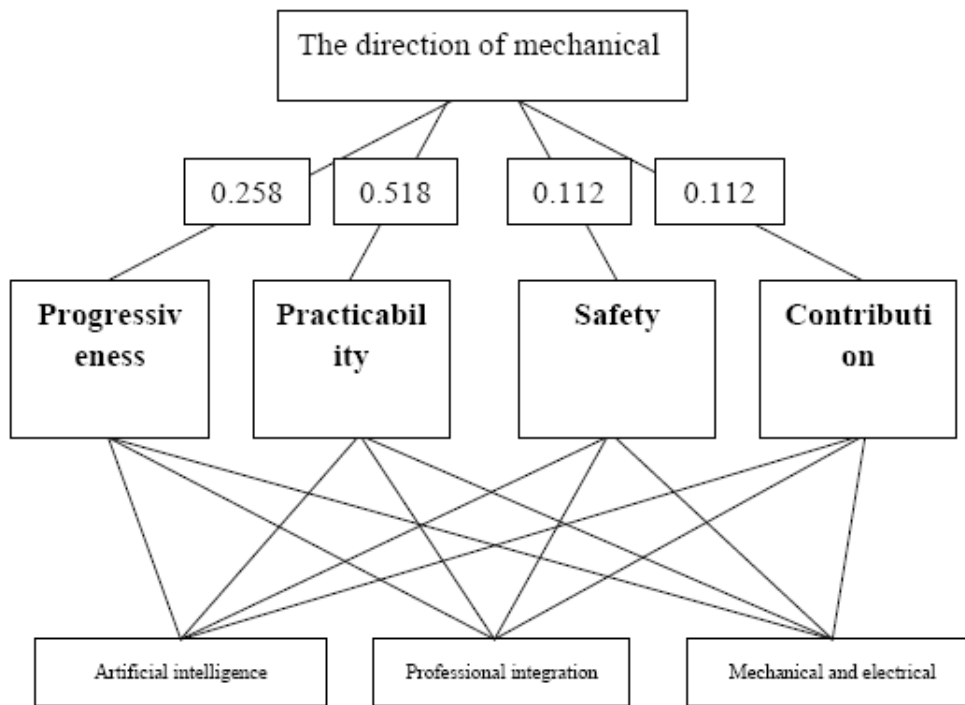 The direction of mechanical
0.258
0.518
0.112
0.112
Progressiv
eness
Practicabil
ity
Safety
Contributi
on
Artificial intelligence
Professional integration
Mechanical and electrical